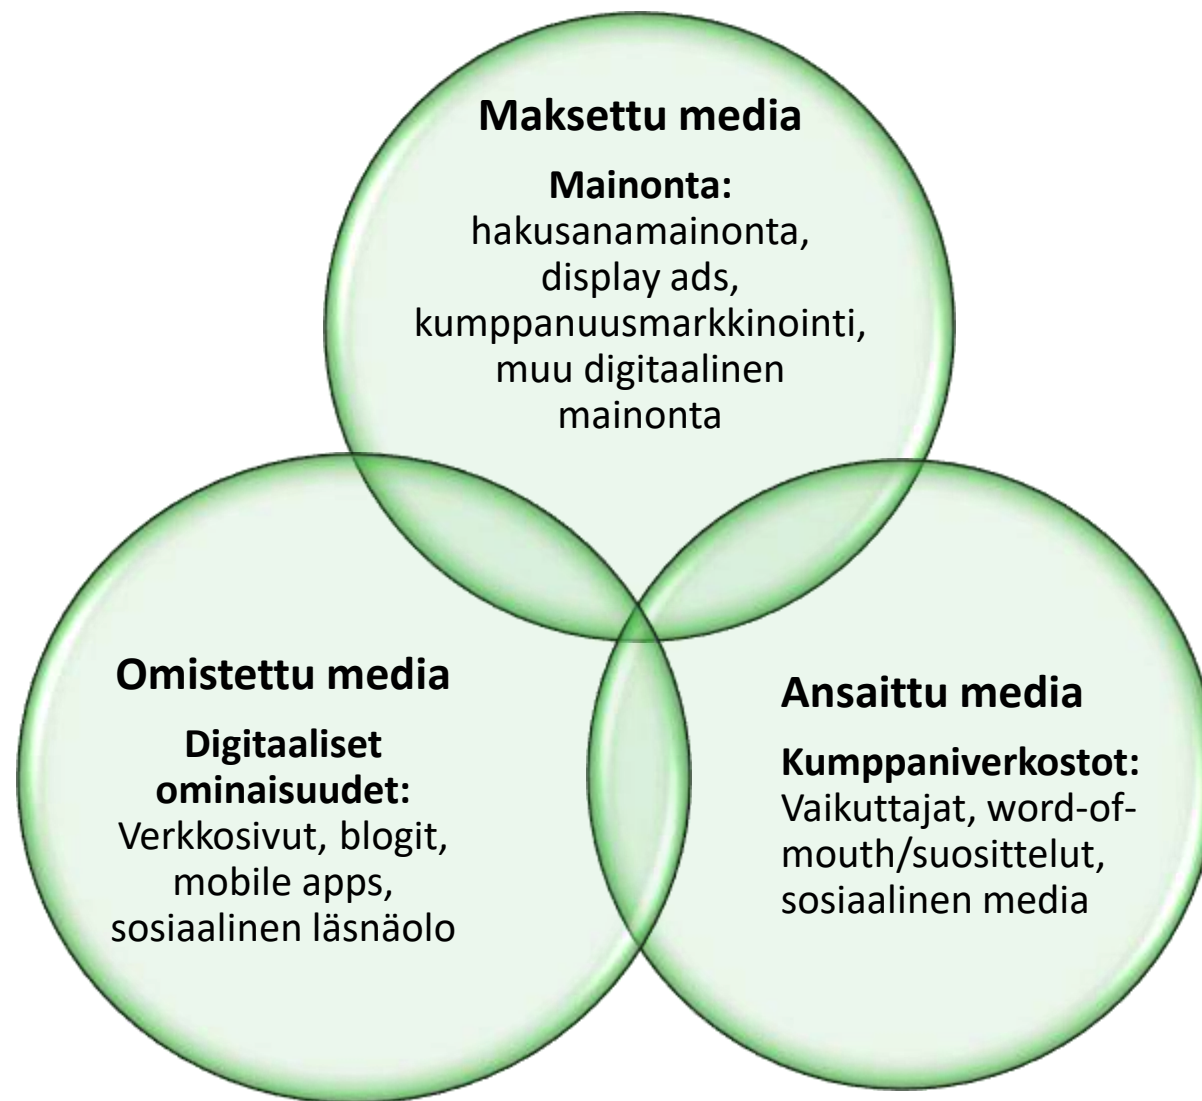 Maksettu media
Mainonta:
hakusanamainonta,
display ads,
kumppanuusmarkkinointi,
muu digitaalinen
mainonta
Omistettu media
Digitaaliset
ominaisuudet:
Verkkosivut, blogit,
mobile apps,
sosiaalinen läsnäolo
Ansaittu media
Kumppaniverkostot:
Vaikuttajat, word-of-
mouth/suosittelut,
sosiaalinen media